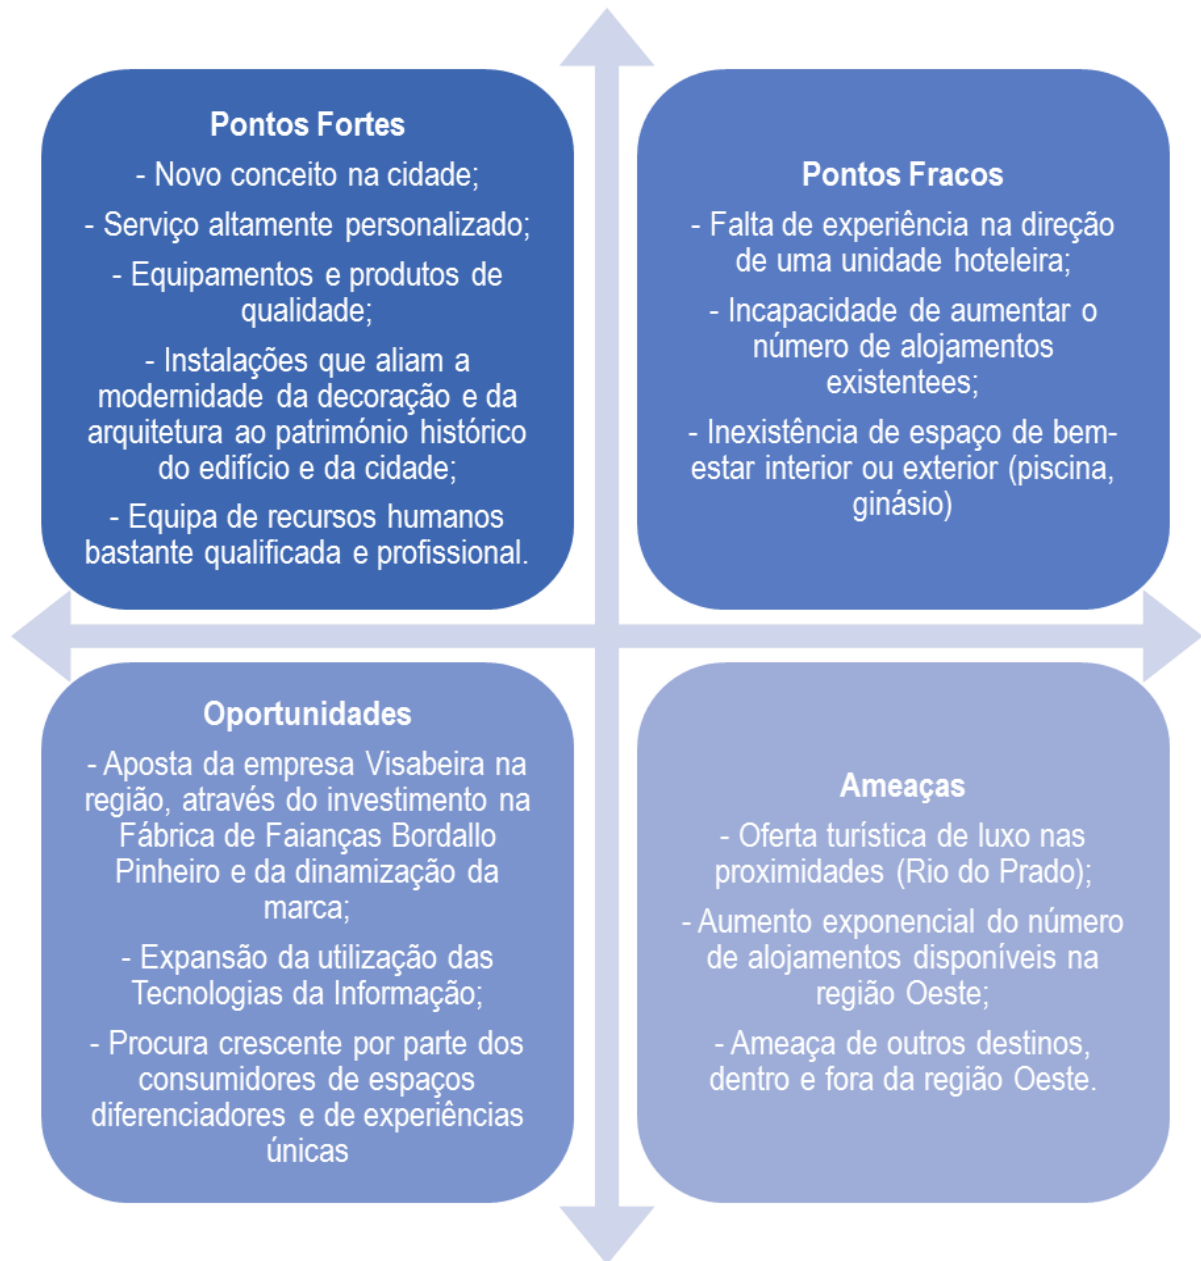 Pontos Fortes
- Novo conceito na cidade;
- Serviço altamente personalizado;
- Equipamentos e produtos de
qualidade;
- Instalações que aliam a
modernidade da decoração e da
arquitetura ao património histórico
do edifício e da cidade;
- Equipa de recursos humanos
bastante qualificada e profissional.
Pontos Fracos
- Falta de experiência na direção
de uma unidade hoteleira;
- Incapacidade de aumentar o
número de alojamentos
existentees;
- Inexistência de espaço de bem-
estar interior ou exterior (piscina,
ginásio)
Oportunidades
- Aposta da empresa Visabeira na
região, através do investimento na
Fábrica de Faianças Bordallo
Pinheiro e da dinamização da
marca;
- Expansão da utilização das
Tecnologias da Informação;
- Procura crescente por parte dos
consumidores de espaços
diferenciadores e de experiências
únicas
Ameaças
- Oferta turística de luxo nas
proximidades (Rio do Prado);
- Aumento exponencial do número
de alojamentos disponíveis na
região Oeste;
- Ameaça de outros destinos,
dentro e fora da região Oeste.